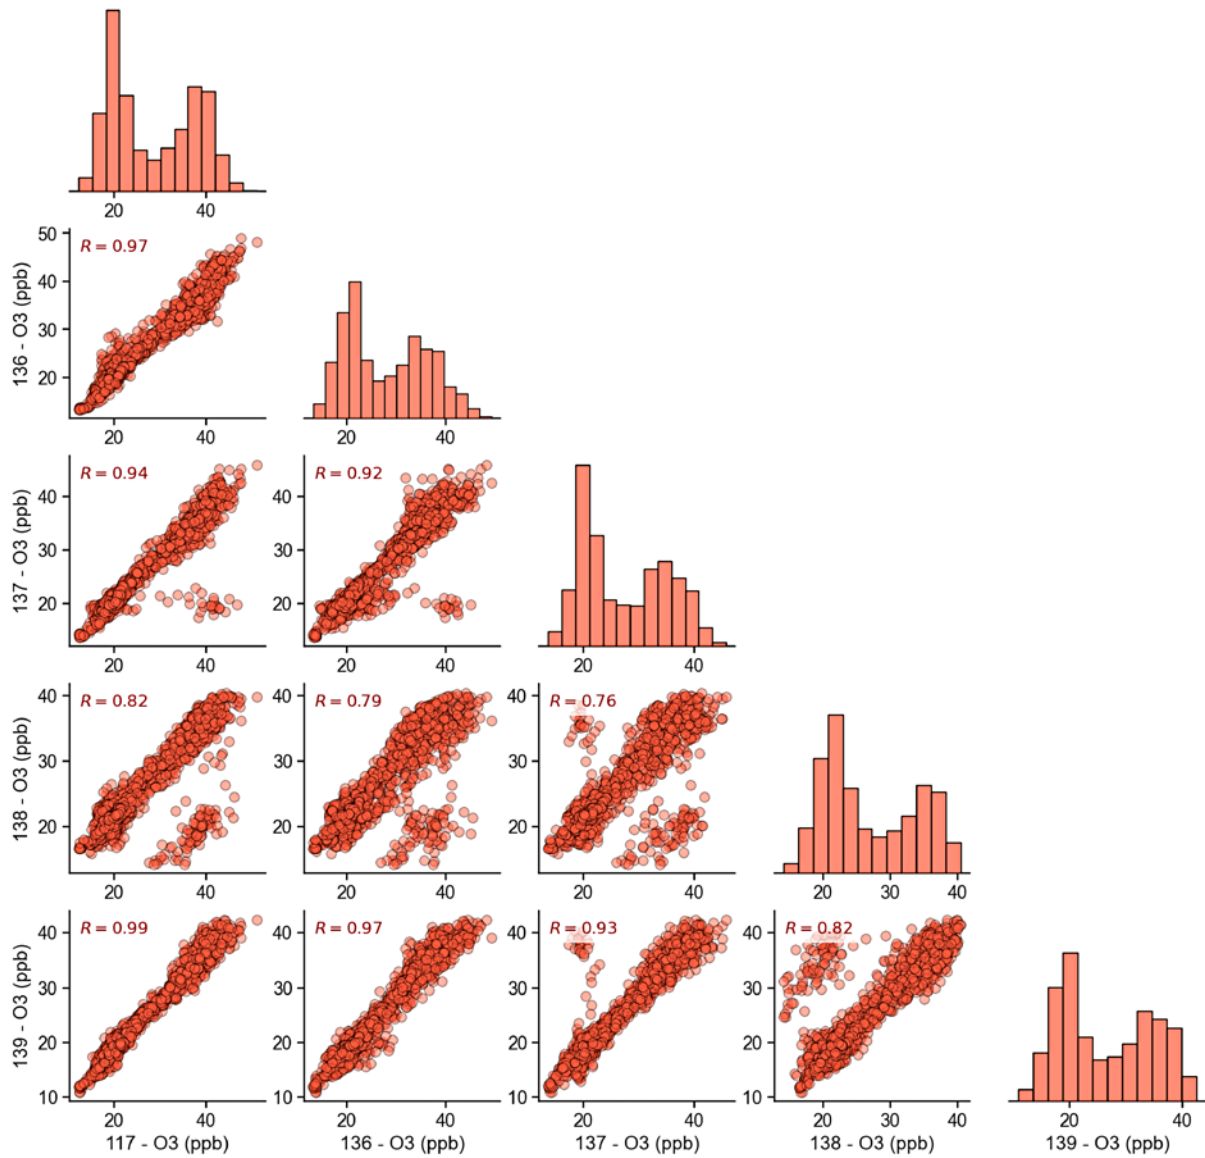 20 40
R = 0.97
136 - O3 (ppb)
50
40
30
20
20 40
20 40
R = 0.94
R = 0.92
137 - O3 (ppb)
40
30
20
20 40
20 40
20 40
R = 0.82
R = 0.79
R = 0.76
138 - O3 (ppb)
40
30
20
20 40
20 40
20 40
20 30 40
R = 0.99
R = 0.97
R = 0.93
R = 0.82
139 - O3 (ppb)
40
30
20
10
20 40
20 40
20 40
20 30 40
20 40
117 - O3 (ppb)
136 - O3 (ppb)
137 - O3 (ppb)
138 - O3 (ppb)
139 - O3 (ppb)